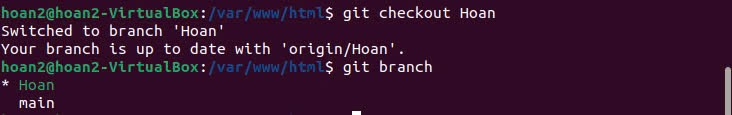 hoan2@hoan2-VirtualBox:/var/www/html$ git checkout Hoan
Switched to branch 'Hoan'
Your branch is up to date with 'origin/Hoan'.
hoan2@hoan2-VirtualBox:/var/www/html$ git branch
* Hoan
  main